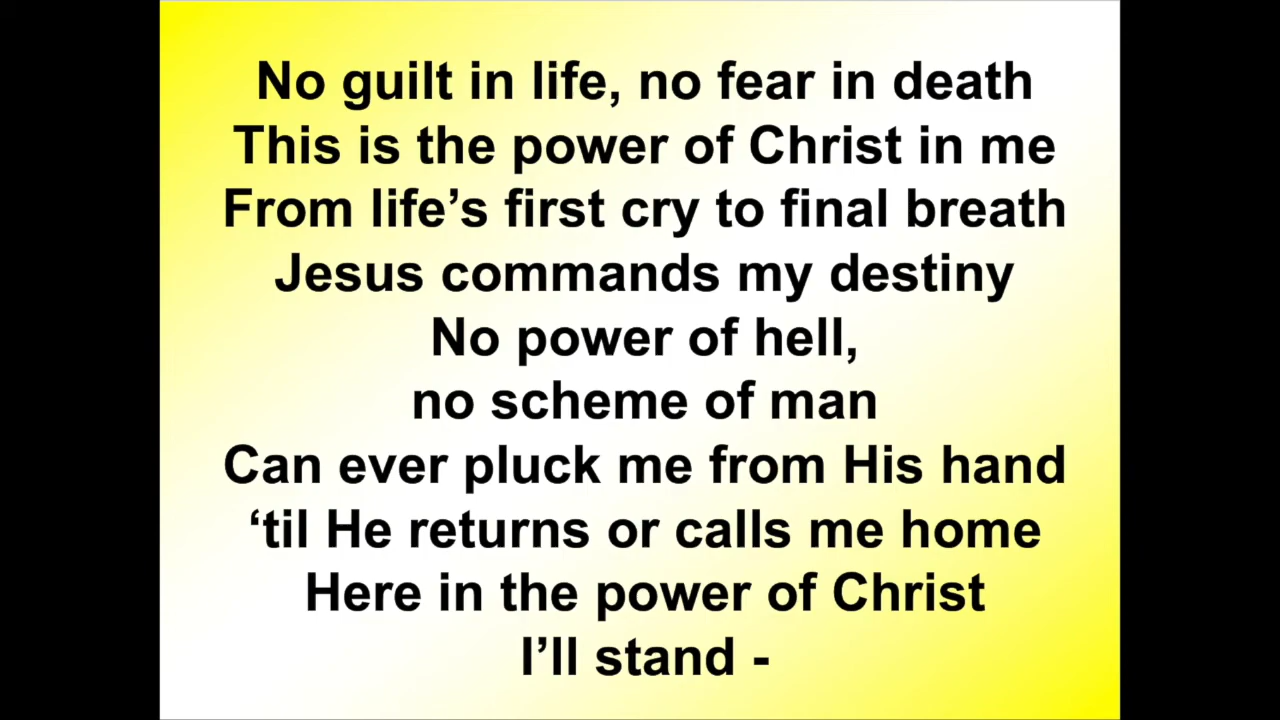 No guilt in life, no fear in death
This is the power of Christ in me
From life’s first cry to final breath
Jesus commands my destiny
No power of hell,
no scheme of man
Can ever pluck me from His hand
‘til He returns or calls me home
Here in the power of Christ
I’ll stand -